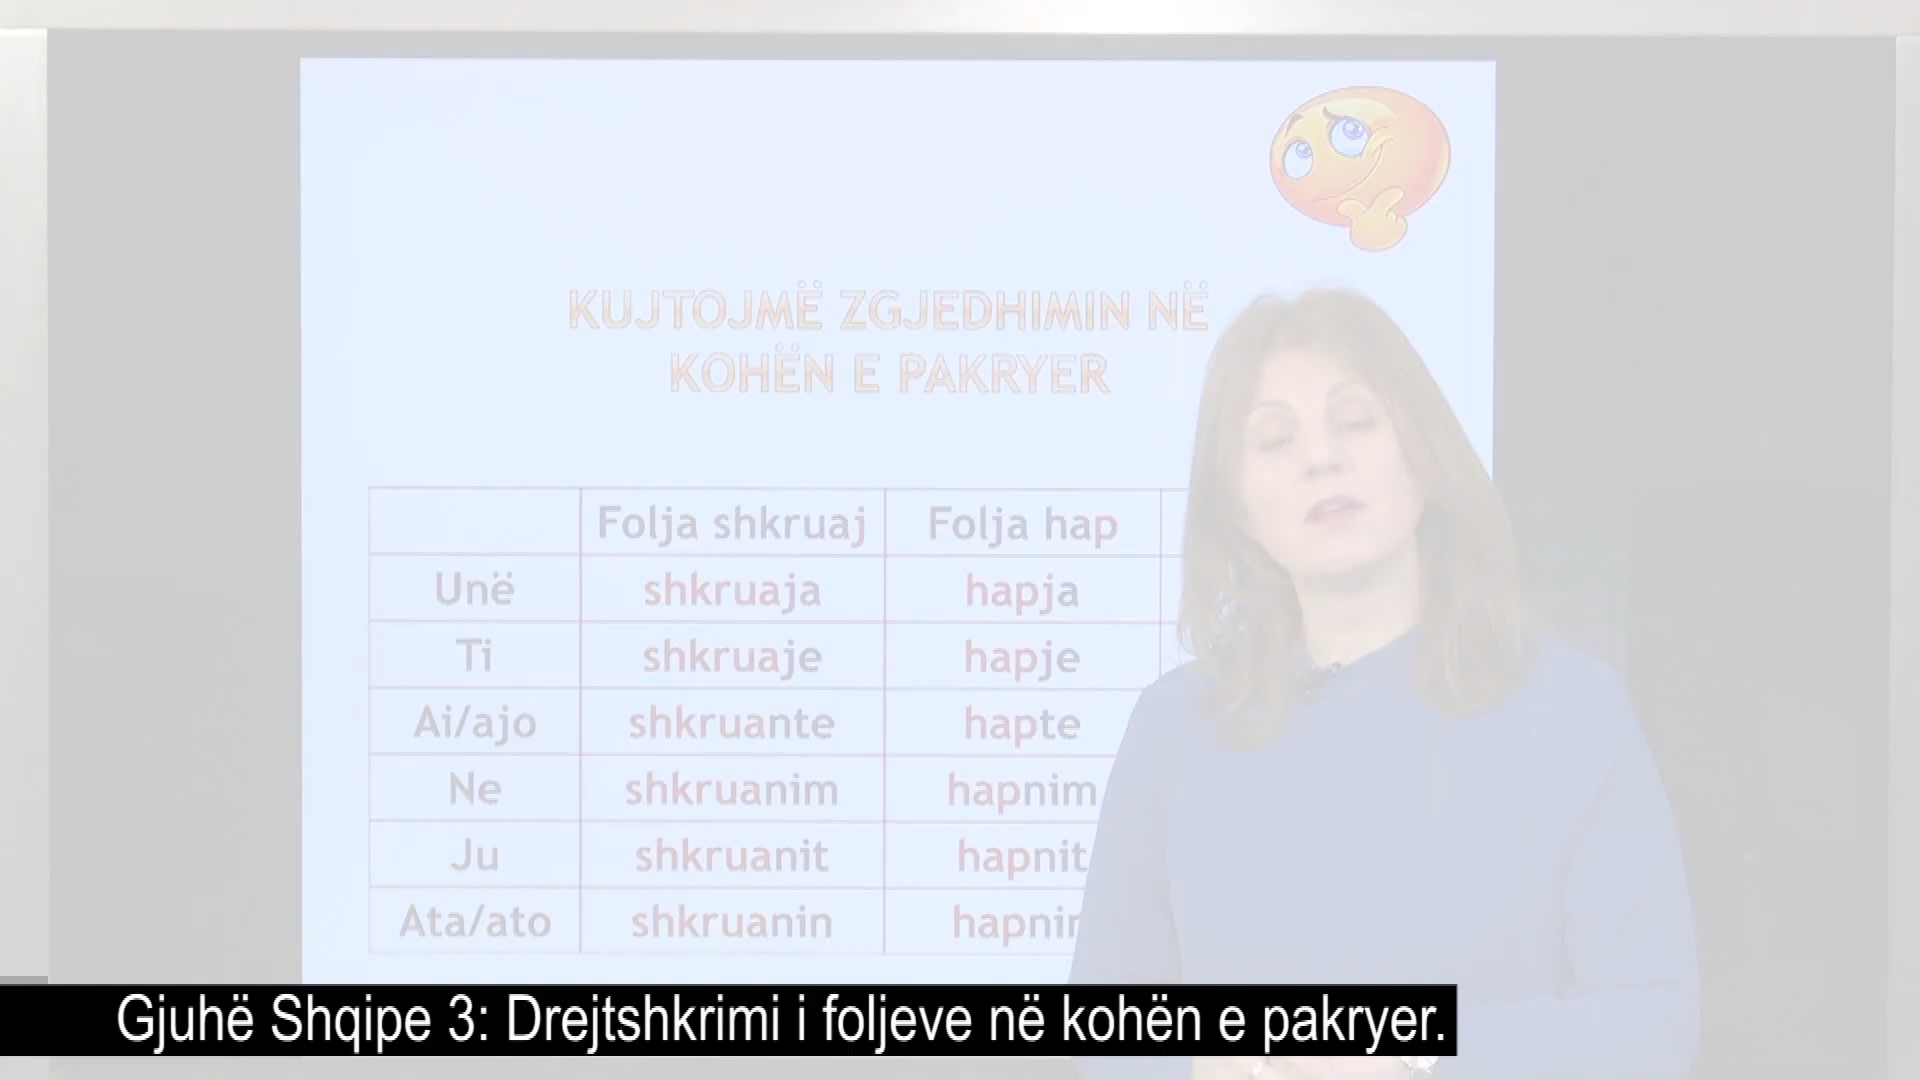 KUJTOJMË ZGJEDHIMIN NË
KOHËN E PAKRYER
Folja shkruaj Folja hap
Unë shkruaja hapja
Ti shkruaje hapje
Ai/ajo shkruante hapte
Ne shkruanim hapnim
Ju shkruanit hapnit
Ata/ato shkruanin
Gjuhë Shqipe 3: Drejtshkrimi i foljeve në kohën e pakryer.